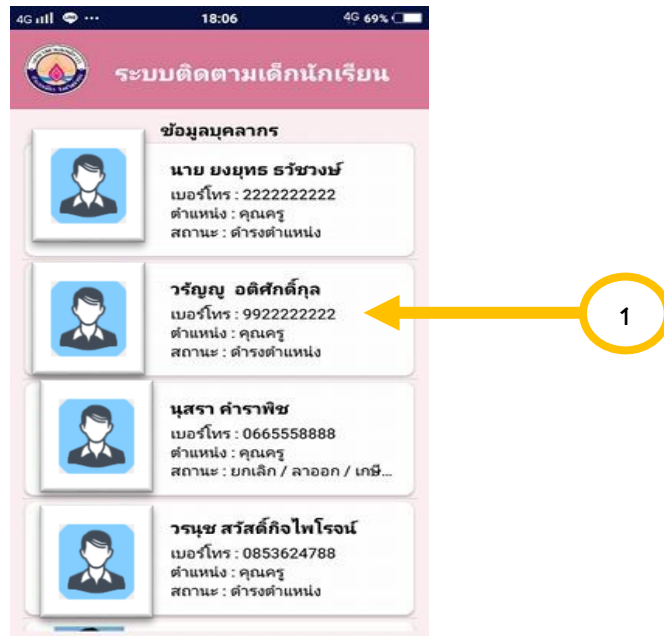 4G 18:06 4G 69%
ระบบติดตามเด็กนักเรียน
ข้อมูลบุคลากร
นาย ยงยุทธ ธวัชวงษ์
เบอร์โทร : 2222222222
ตำแหน่ง : คุณครู
สถานะ : ดำรงตำแหน่ง
วรัญญู อติศักดิ์กุล
เบอร์โทร : 9922222222
ตำแหน่ง : คุณครู
สถานะ : ดำรงตำแหน่ง
1
นุสรา คำราพิช
เบอร์โทร : 0665558888
ตำแหน่ง : คุณครู
สถานะ : ยกเลิก / ลาออก / เกษี...
วรนุช สวัสดิ์กิจไพโรจน์
เบอร์โทร : 0853624788
ตำแหน่ง : คุณครู
สถานะ : ดำรงตำแหน่ง